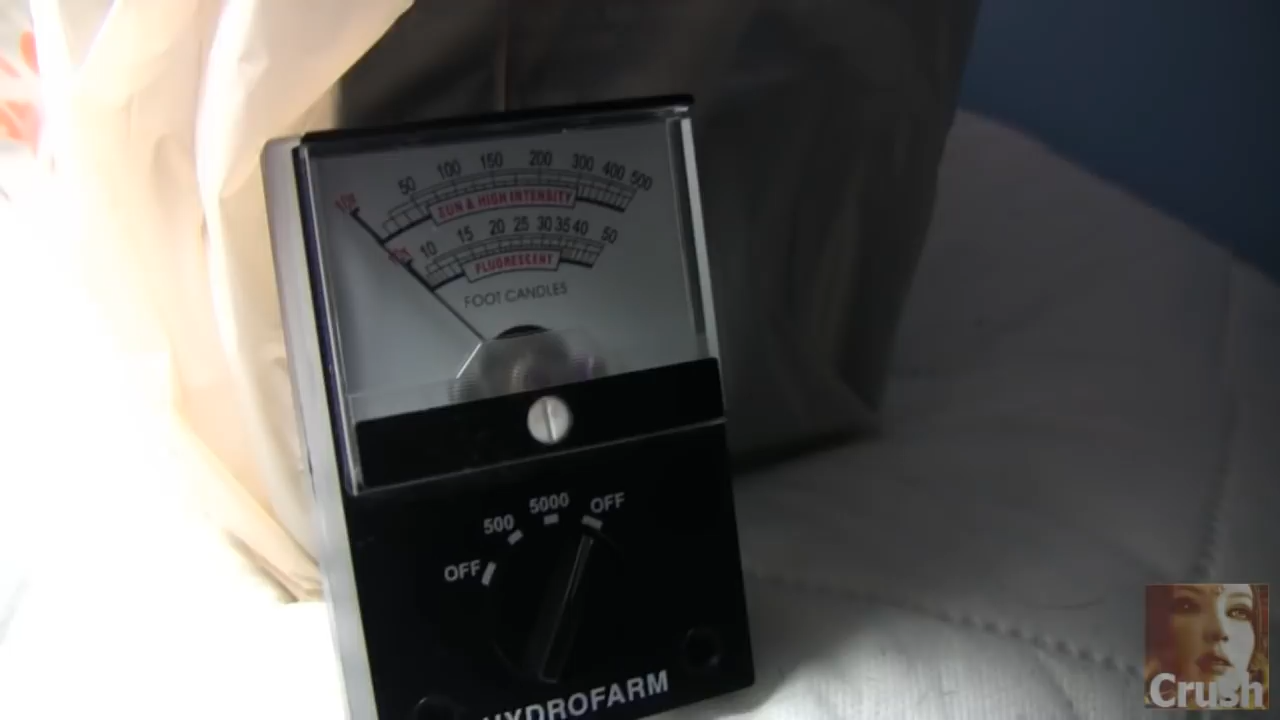 50 100 150 200 300 400 500
10x
SUN & HIGH INTENSITY
10 15 20 25 30 35 40 50
FLUORESCENT
FOOT CANDLES
OFF 500 5000 OFF
HYDROFARM
Crush